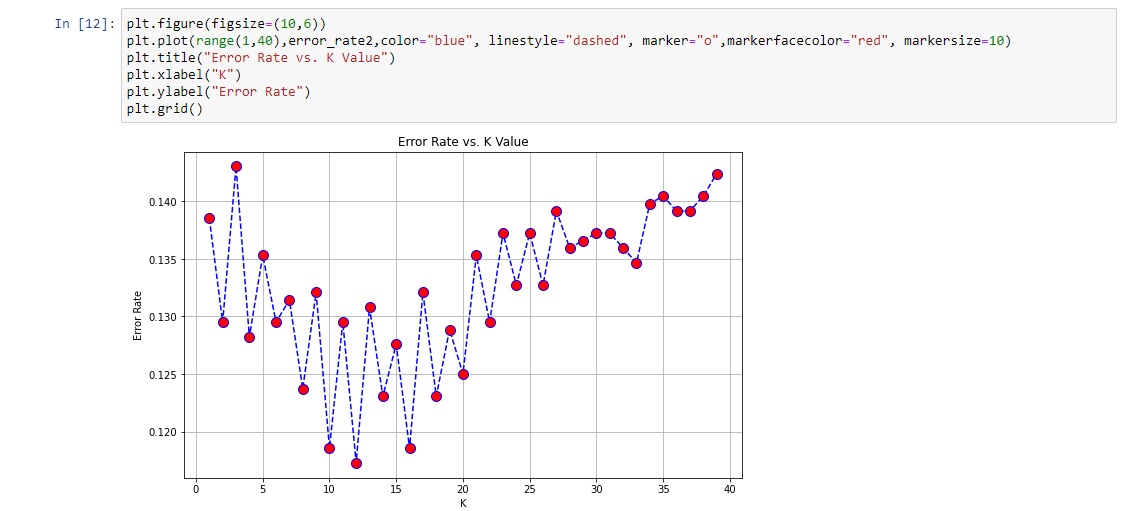 In [12]: plt.figure(figsize=(10,6))
plt.plot(range(1,40),error_rate2,color="blue", linestyle="dashed", marker="o",markerfacecolor="red", markersize=10)
plt.title("Error Rate vs. K Value")
plt.xlabel("K")
plt.ylabel("Error Rate")
plt.grid()
Error Rate vs. K Value
0.140
0.135
0.130
0.125
0.120
Error Rate
0 5 10 15 20 25 30 35 40
K